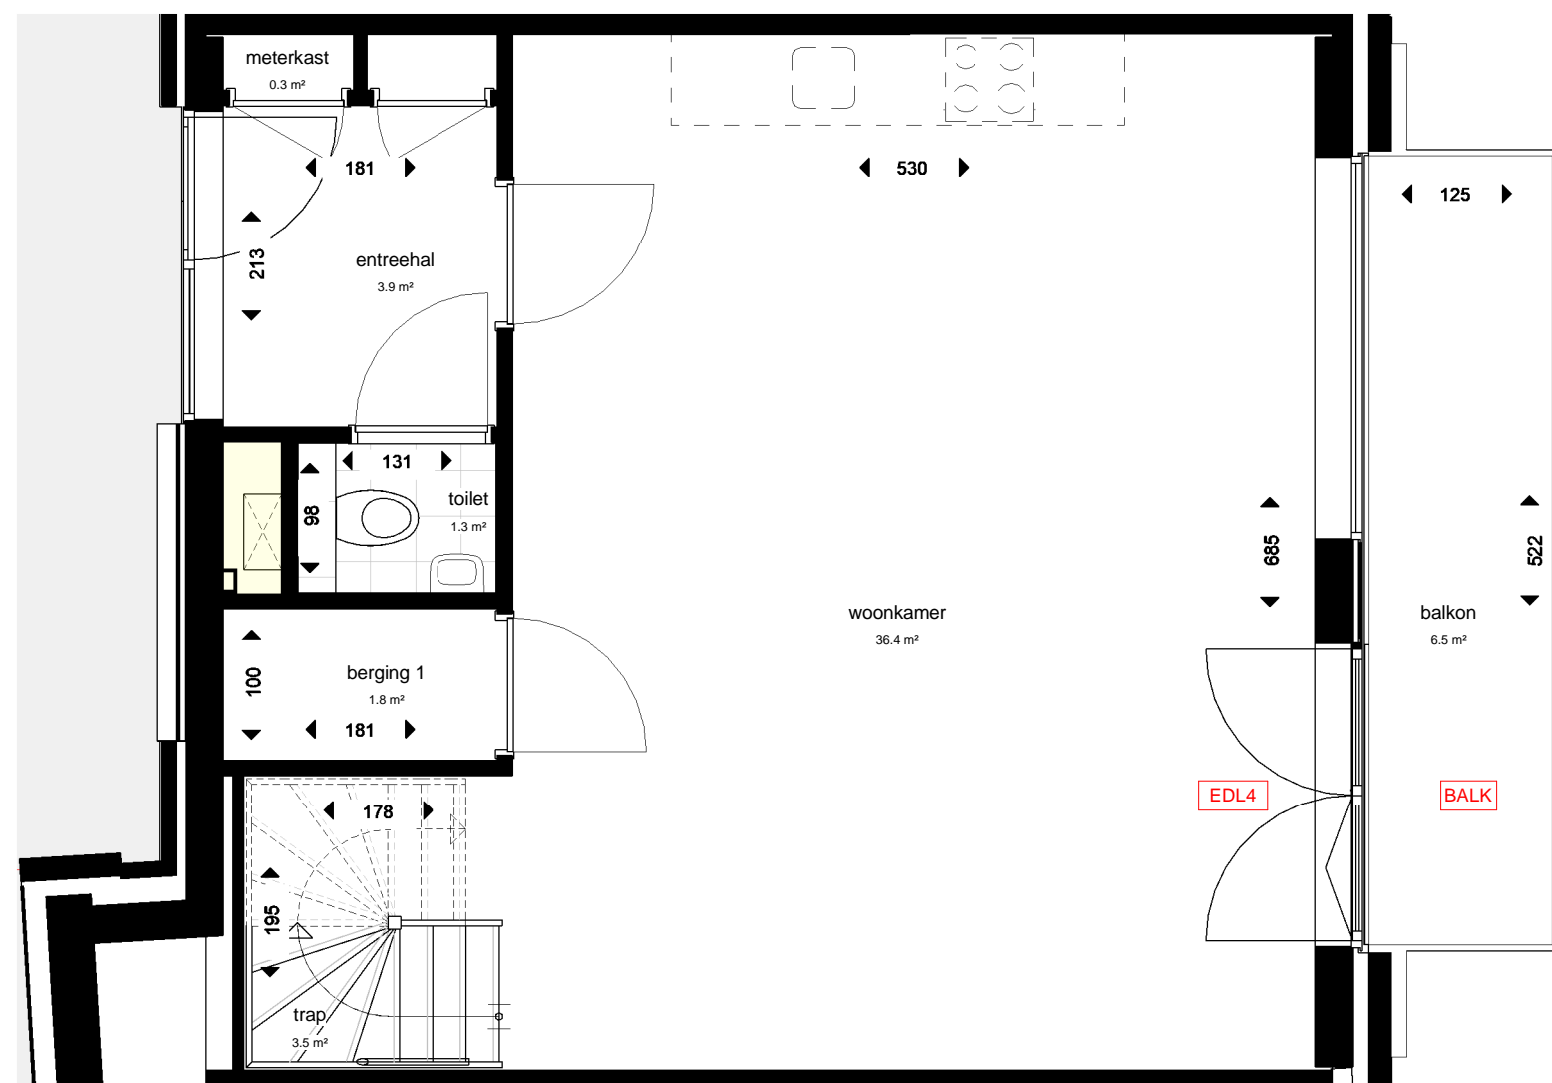 meterkast
0.3 m²
181
530
125
213
entreehal
3.9 m²
131
98
toilet
1.3 m²
685
522
woonkamer
36.4 m²
balkon
6.5 m²
100
berging 1
1.8 m²
181
EDL4
BALK
178
195
trap
3.5 m²